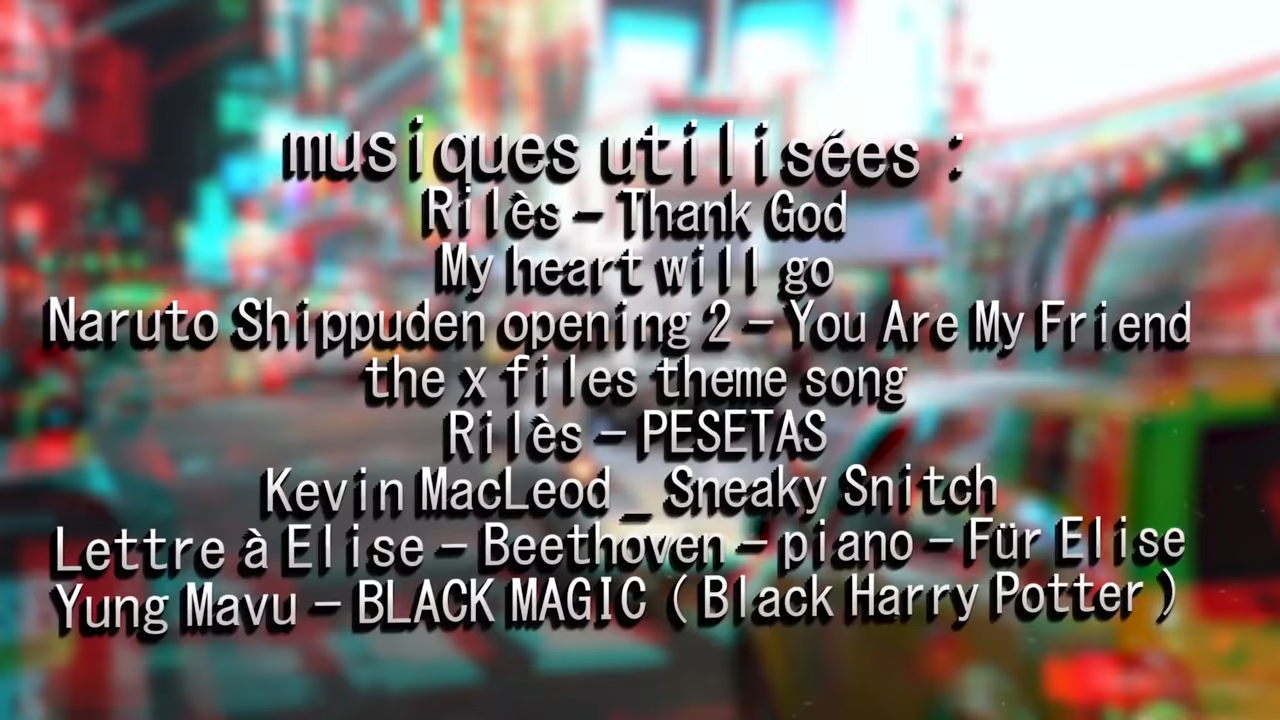 musiques utilisées :
Rilès - Thank God
My heart will go
Naruto Shippuden opening 2 - You Are My Friend
the x files theme song
Rilès - PESETAS
Kevin MacLeod _ Sneaky Snitch
Lettre à Elise - Beethoven - piano - Für Elise
Yung Mavu - BLACK MAGIC ( Black Harry Potter )